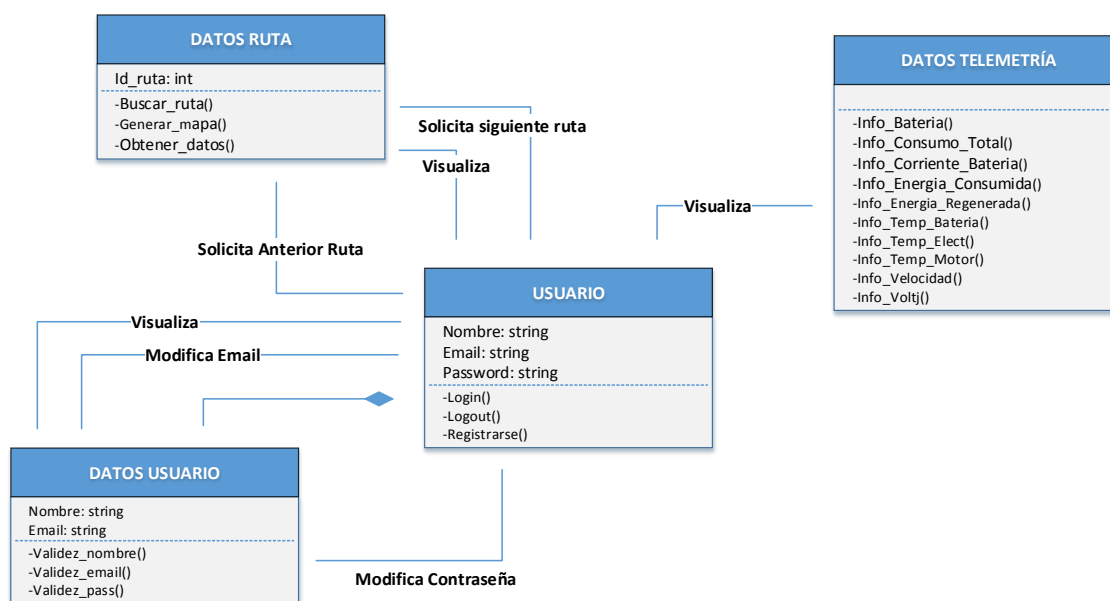 DATOS RUTA
Id_ruta: int
-Buscar_ruta()
-Generar_mapa()
-Obtener_datos()
Solicita siguiente ruta
Visualiza
Solicita Anterior Ruta
DATOS TELEMETRÍA
-Info_Bateria()
-Info_Consumo_Total()
-Info_Corriente_Bateria()
-Info_Energia_Consumida()
-Info_Energia_Regenerada()
-Info_Temp_Bateria()
-Info_Temp_Elect()
-Info_Temp_Motor()
-Info_Velocidad()
-Info_Voltj()
Visualiza
USUARIO
Nombre: string
Email: string
Password: string
-Login()
-Logout()
-Registrarse()
Visualiza
Modifica Email
DATOS USUARIO
Nombre: string
Email: string
-Validez_nombre()
-Validez_email()
-Validez_pass()
Modifica Contraseña